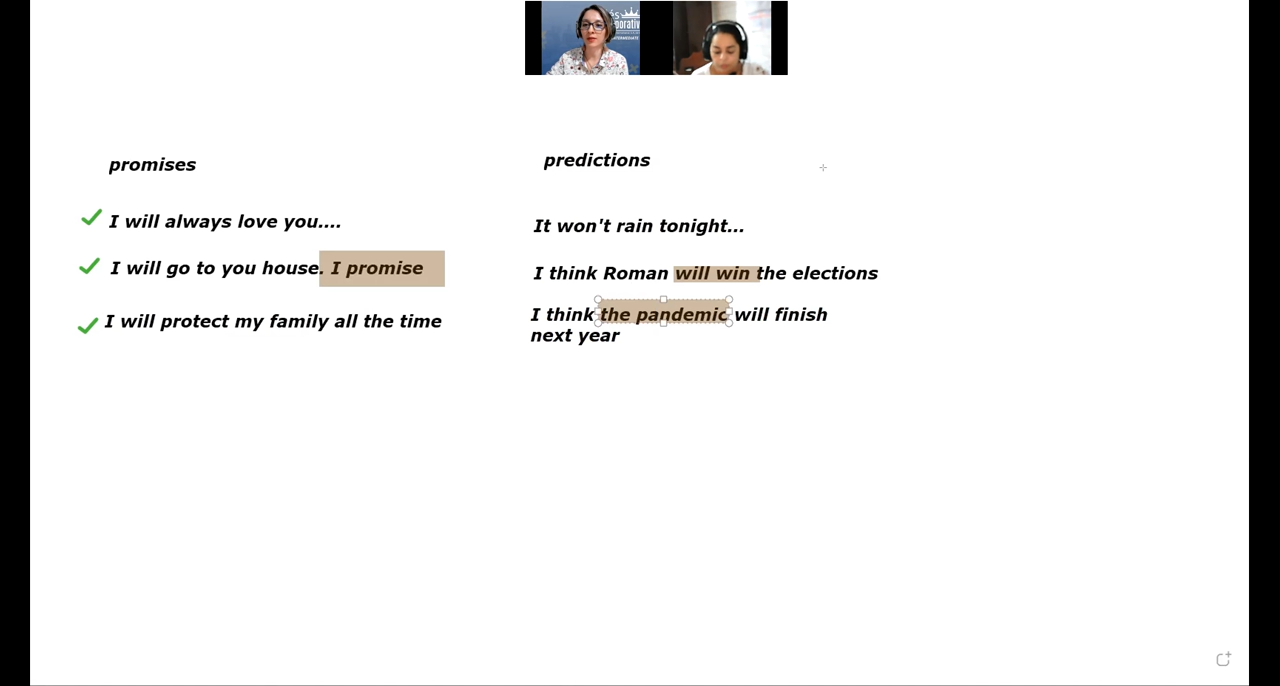 promises
I will always love you....
I will go to you house. I promise
I will protect my family all the time
predictions
It won't rain tonight...
I think Roman will win the elections
I think the pandemic will finish
next year